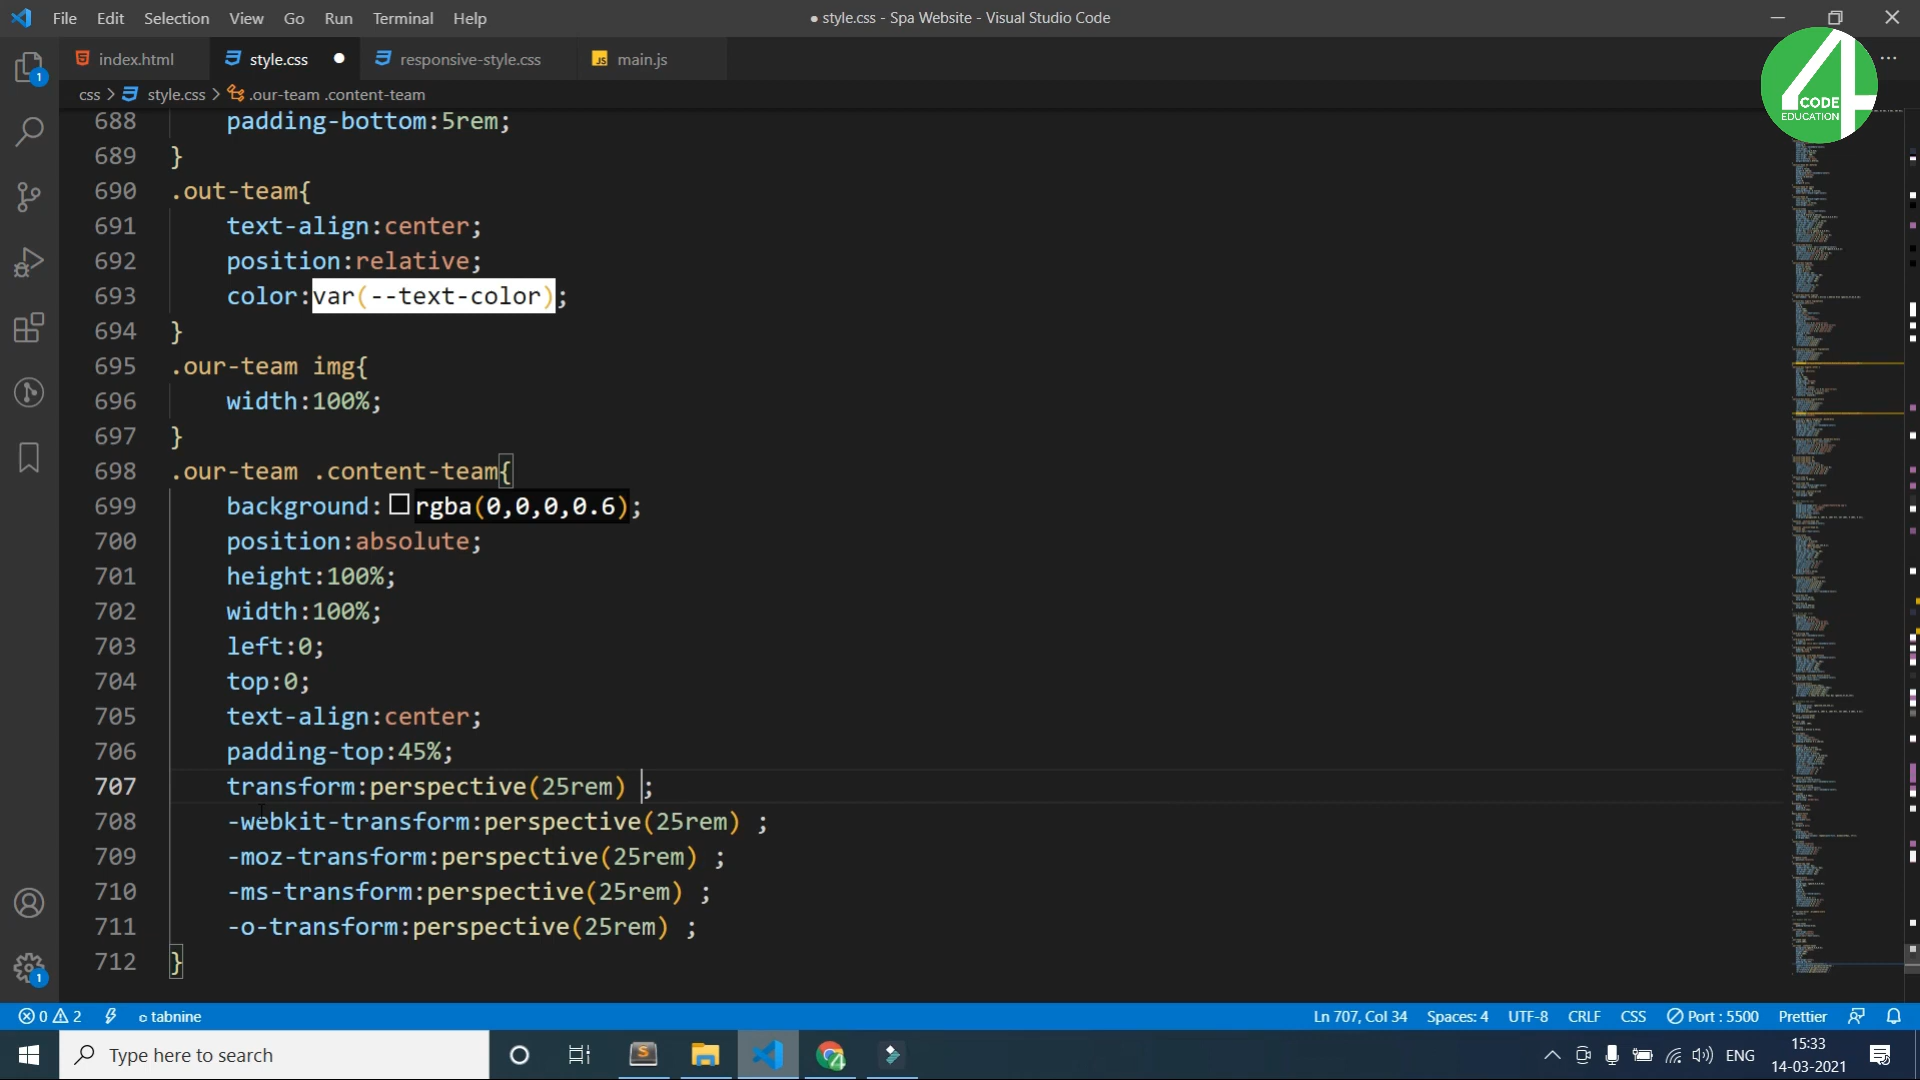 File Edit Selection View Go Run Terminal Help
● style.css - Spa Website - Visual Studio Code
index.html
style.css ●
responsive-style.css
JS main.js
...
css > style.css > .our-team .content-team
4
CODE
EDUCATION
688 padding-bottom:5rem;
689 }
690 .out-team{
691 text-align:center;
692 position:relative;
693 color:var(--text-color);
694 }
695 .our-team img{
696 width:100%;
697 }
698 .our-team .content-team{
699 background:rgba(0,0,0,0.6);
700 position:absolute;
701 height:100%;
702 width:100%;
703 left:0;
704 top:0;
705 text-align:center;
706 padding-top:45%;
707 transform:perspective(25rem) ;
708 -webkit-transform:perspective(25rem) ;
709 -moz-transform:perspective(25rem) ;
710 -ms-transform:perspective(25rem) ;
711 -o-transform:perspective(25rem) ;
712 }
1
1
0 2 tabnine
Ln 707, Col 34 Spaces: 4 UTF-8 CRLF CSS Port : 5500 Prettier
Type here to search
ENG
15:33
14-03-2021